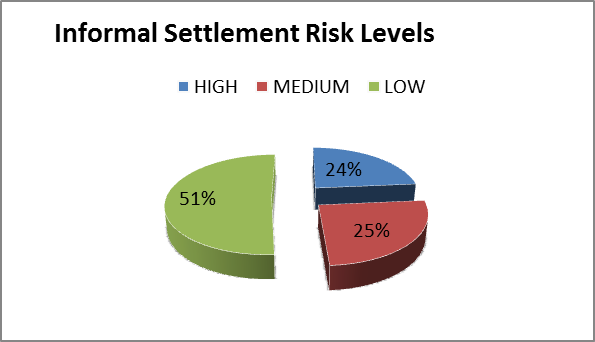 Informal Settlement Risk Levels
HIGH MEDIUM LOW
24%
51%
25%